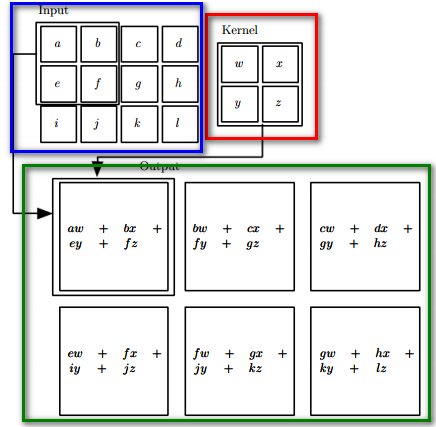 Input
Kernel
a b c d
w x
e f g h
y z
i j k l
Output
aw + bx +
ey + fz
bw + cx +
fy + gz
cw + dx +
gy + hz
ew + fx +
iy + jz
fw + gx +
jy + kz
gw + hx +
ky + lz